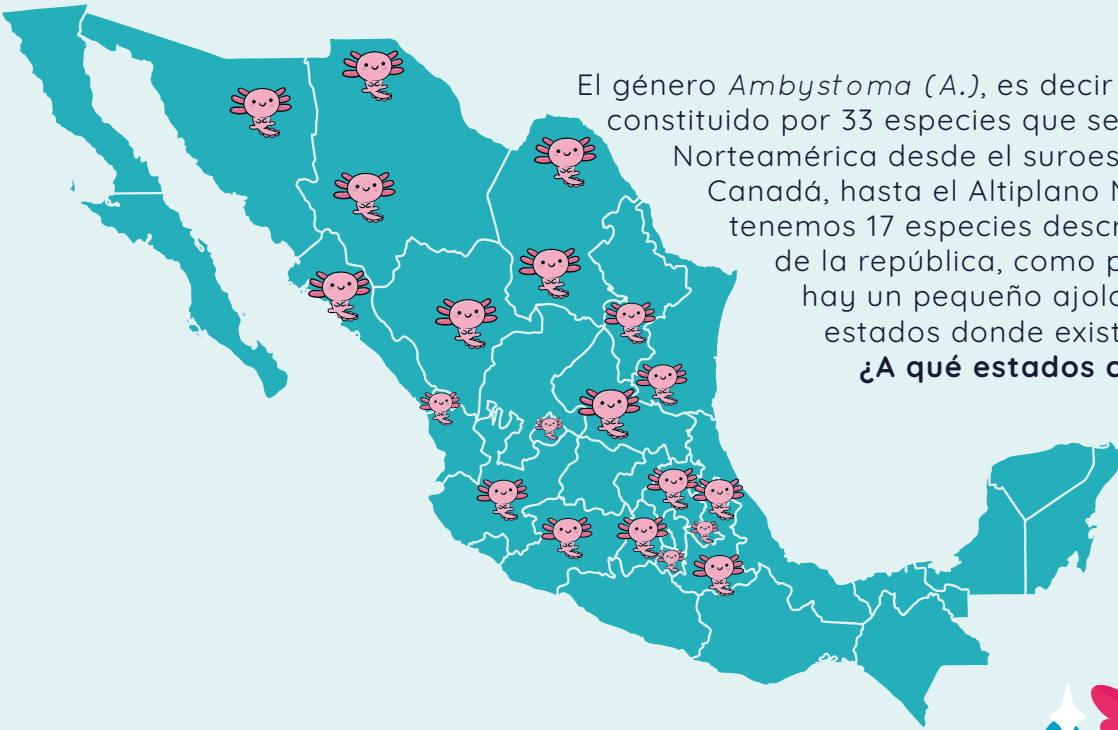 El género Ambystoma (A.), es decir
constituido por 33 especies que se
Norteamérica desde el suroes
Canadá, hasta el Altiplano
tenemos 17 especies descr
de la república, como p
hay un pequeño ajolo
estados donde exist
¿A qué estados